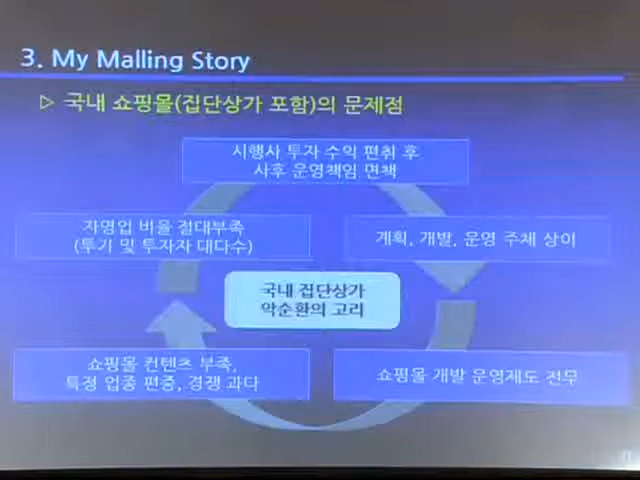 3. My Malling Story
▷ 국내 쇼핑몰(집단상가 포함)의 문제점
시행사 투자 수익 편취 후
사후 운영책임 면책
자영업 비율 절대부족
(투기 및 투자자 대다수)
계획, 개발, 운영 주체 상이
국내 집단상가
악순환의 고리
쇼핑몰 컨텐츠 부족,
특정 업종 편중, 경쟁 과다
쇼핑몰 개발 운영제도 전무